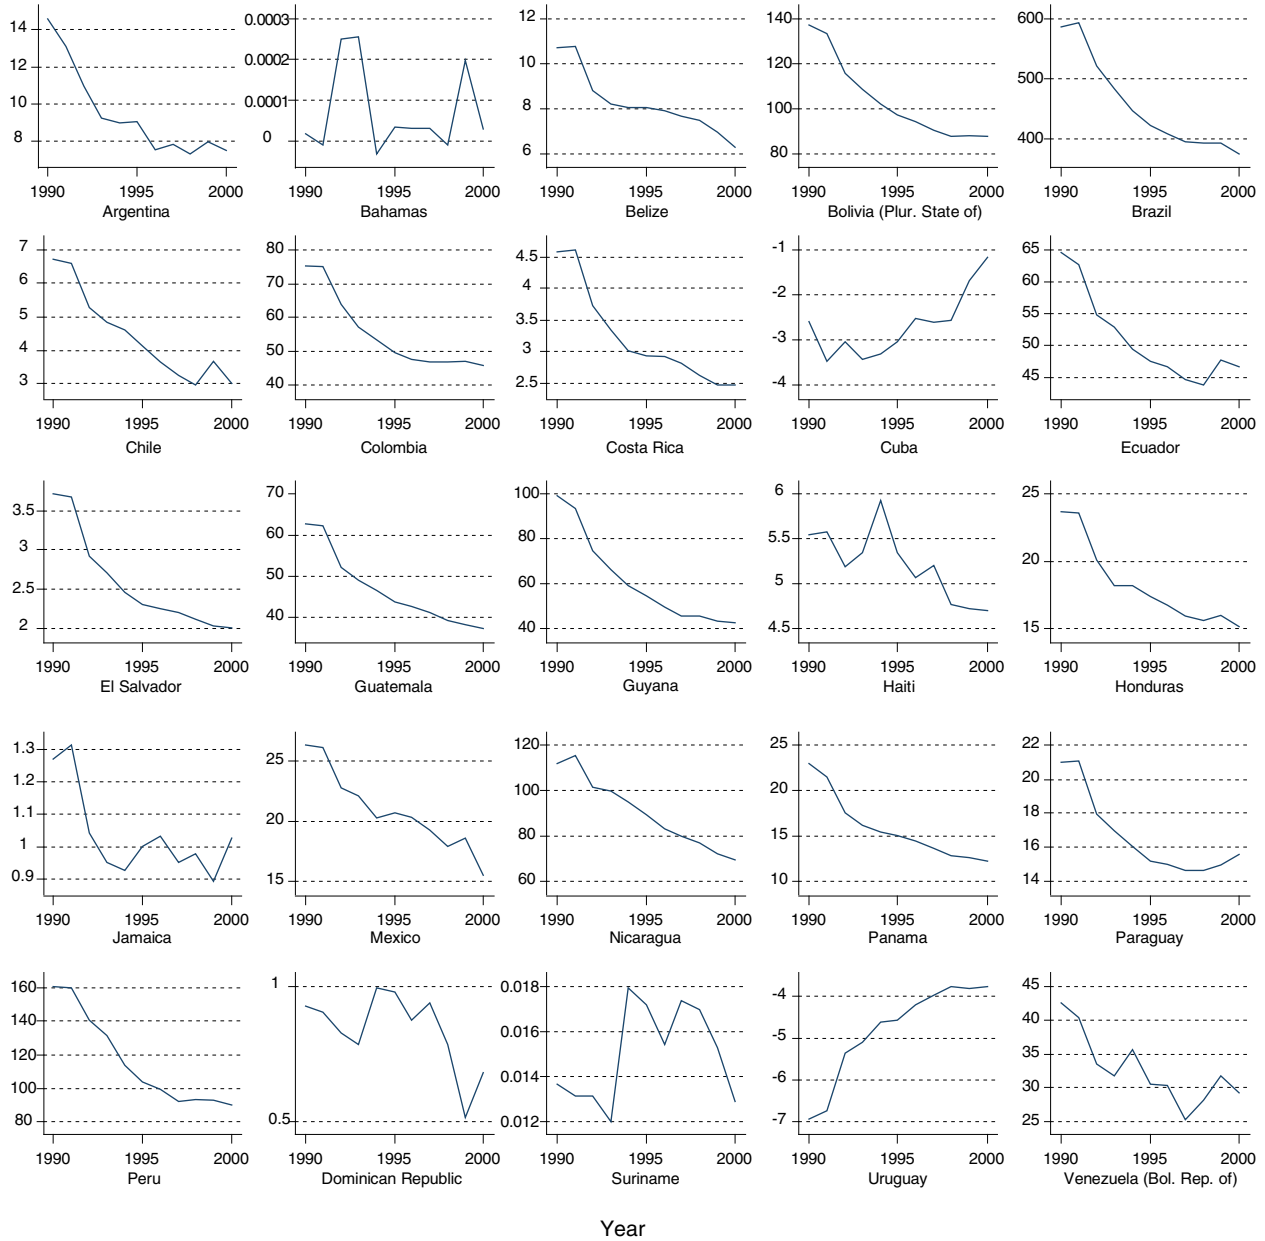 14
12
10
8
1990 1995 2000
Argentina
0.0003
0.0002
0.0001
0
1990 1995 2000
Bahamas
12
10
8
6
1990 1995 2000
Belize
140
120
100
80
1990 1995 2000
Bolivia (Plur. State of)
600
500
400
1990 1995 2000
Brazil
7
6
5
4
3
1990 1995 2000
Chile
80
70
60
50
40
1990 1995 2000
Colombia
4.5
4
3.5
3
2.5
1990 1995 2000
Costa Rica
-1
-2
-3
-4
1990 1995 2000
Cuba
65
60
55
50
45
1990 1995 2000
Ecuador
3.5
3
2.5
2
1990 1995 2000
El Salvador
70
60
50
40
1990 1995 2000
Guatemala
100
80
60
40
1990 1995 2000
Guyana
6
5.5
5
4.5
1990 1995 2000
Haiti
25
20
15
1990 1995 2000
Honduras
1.3
1.2
1.1
1
0.9
1990 1995 2000
Jamaica
25
20
15
1990 1995 2000
Mexico
120
100
80
60
1990 1995 2000
Nicaragua
25
20
15
10
1990 1995 2000
Panama
22
20
18
16
14
1990 1995 2000
Paraguay
160
140
120
100
80
1990 1995 2000
Peru
1
0.5
1990 1995 2000
Dominican Republic
0.018
0.016
0.014
0.012
1990 1995 2000
Suriname
-4
-5
-6
-7
1990 1995 2000
Uruguay
45
40
35
30
25
1990 1995 2000
Venezuela (Bol. Rep. of)
Year